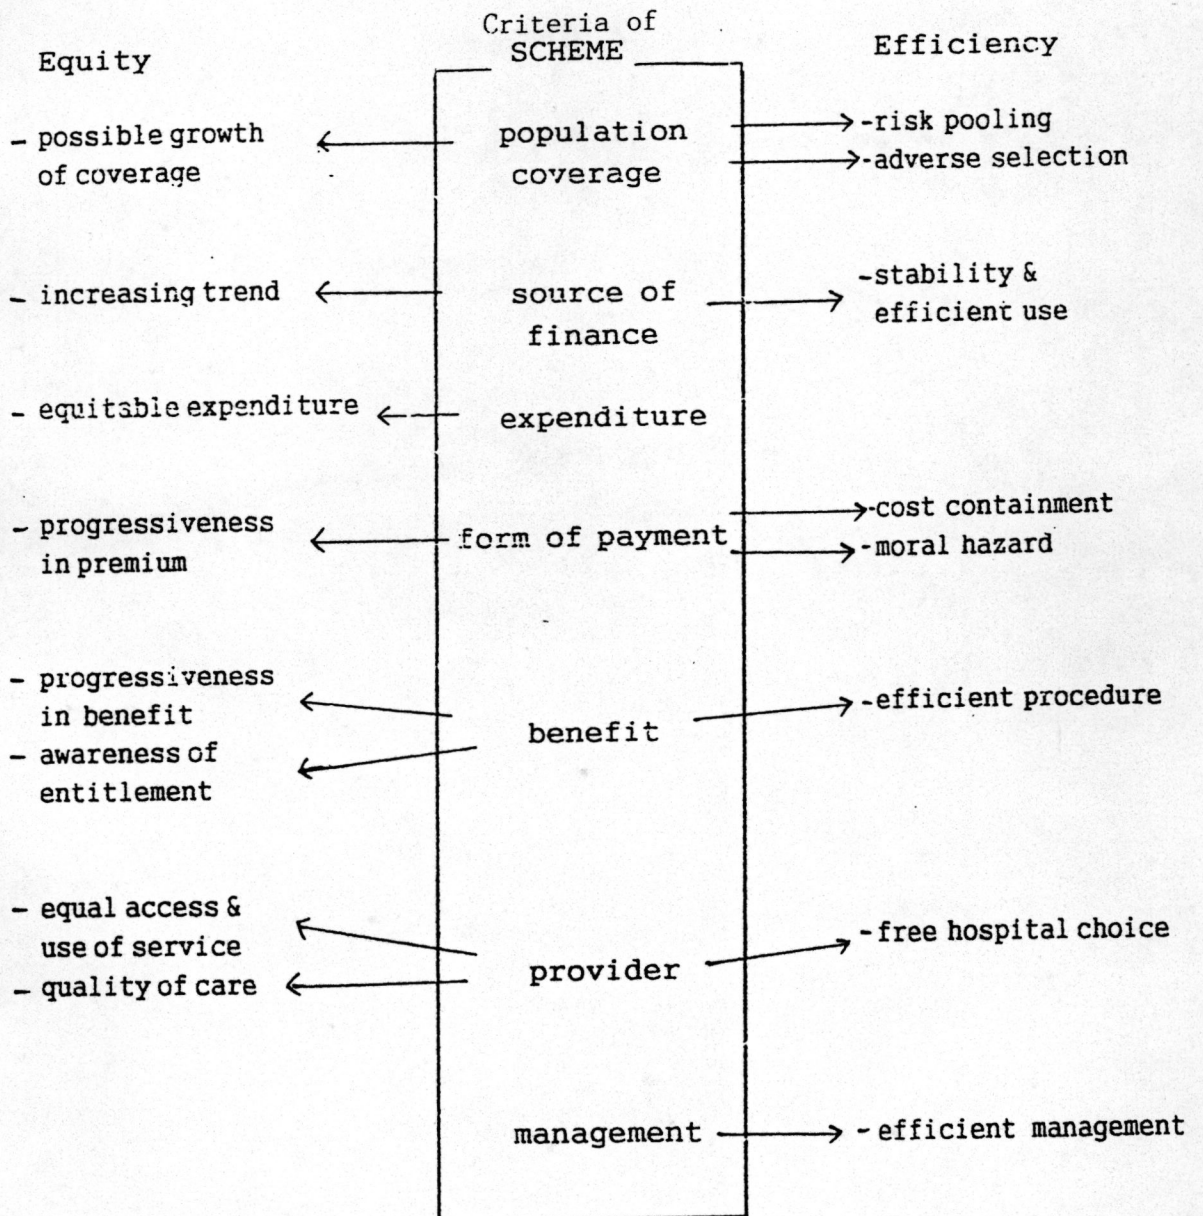 Criteria of
SCHEME
Equity
Efficiency
– possible growth
of coverage
population
coverage
-risk pooling
-adverse selection
– increasing trend
source of
finance
-stability &
efficient use
– equitable expenditure
expenditure
– progressiveness
in premium
form of payment
-cost containment
-moral hazard
– progressiveness
in benefit
– awareness of
entitlement
benefit
-efficient procedure
– equal access &
use of service
– quality of care
provider
-free hospital choice
management
- efficient management